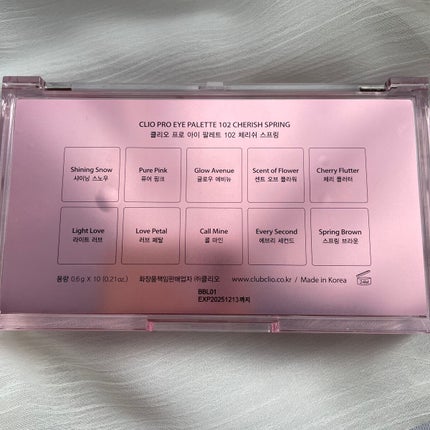 CLIO PRO EYE PALETTE 102 CHERISH SPRING
클리오 프로 아이 팔레트 102 체리쉬 스프링
Shining Snow
샤이닝 스노우
Pure Pink
퓨어 핑크
Glow Avenue
글로우 애비뉴
Scent of Flower
센트 오브 플라워
Cherry Flutter
체리 플러터
Light Love
라이트 러브
Love Petal
러브 페탈
Call Mine
콜 마인
Every Second
에브리 세컨드
Spring Brown
스프링 브라운
용량 0.6g X 10 (0.21oz.) 화장품책임판매업자 ㈜클리오 www.clubclio.co.kr / Made in Korea
BBL01
EXP20251213까지